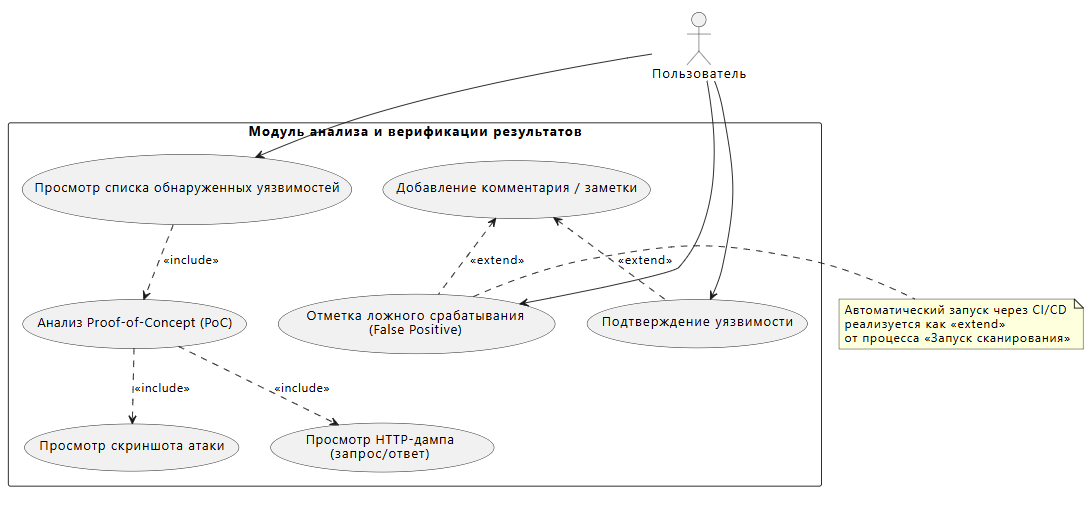 Пользователь
Модуль анализа и верификации результатов
Просмотр списка обнаруженных уязвимостей
Добавление комментария / заметки
«include»
«extend»
«extend»
Анализ Proof-of-Concept (PoC)
Отметка ложного срабатывания
(False Positive)
Подтверждение уязвимости
Автоматический запуск через CI/CD
реализуется как «extend»
от процесса «Запуск сканирования»
«include»
«include»
Просмотр скриншота атаки
Просмотр HTTP-дампа
(запрос/ответ)